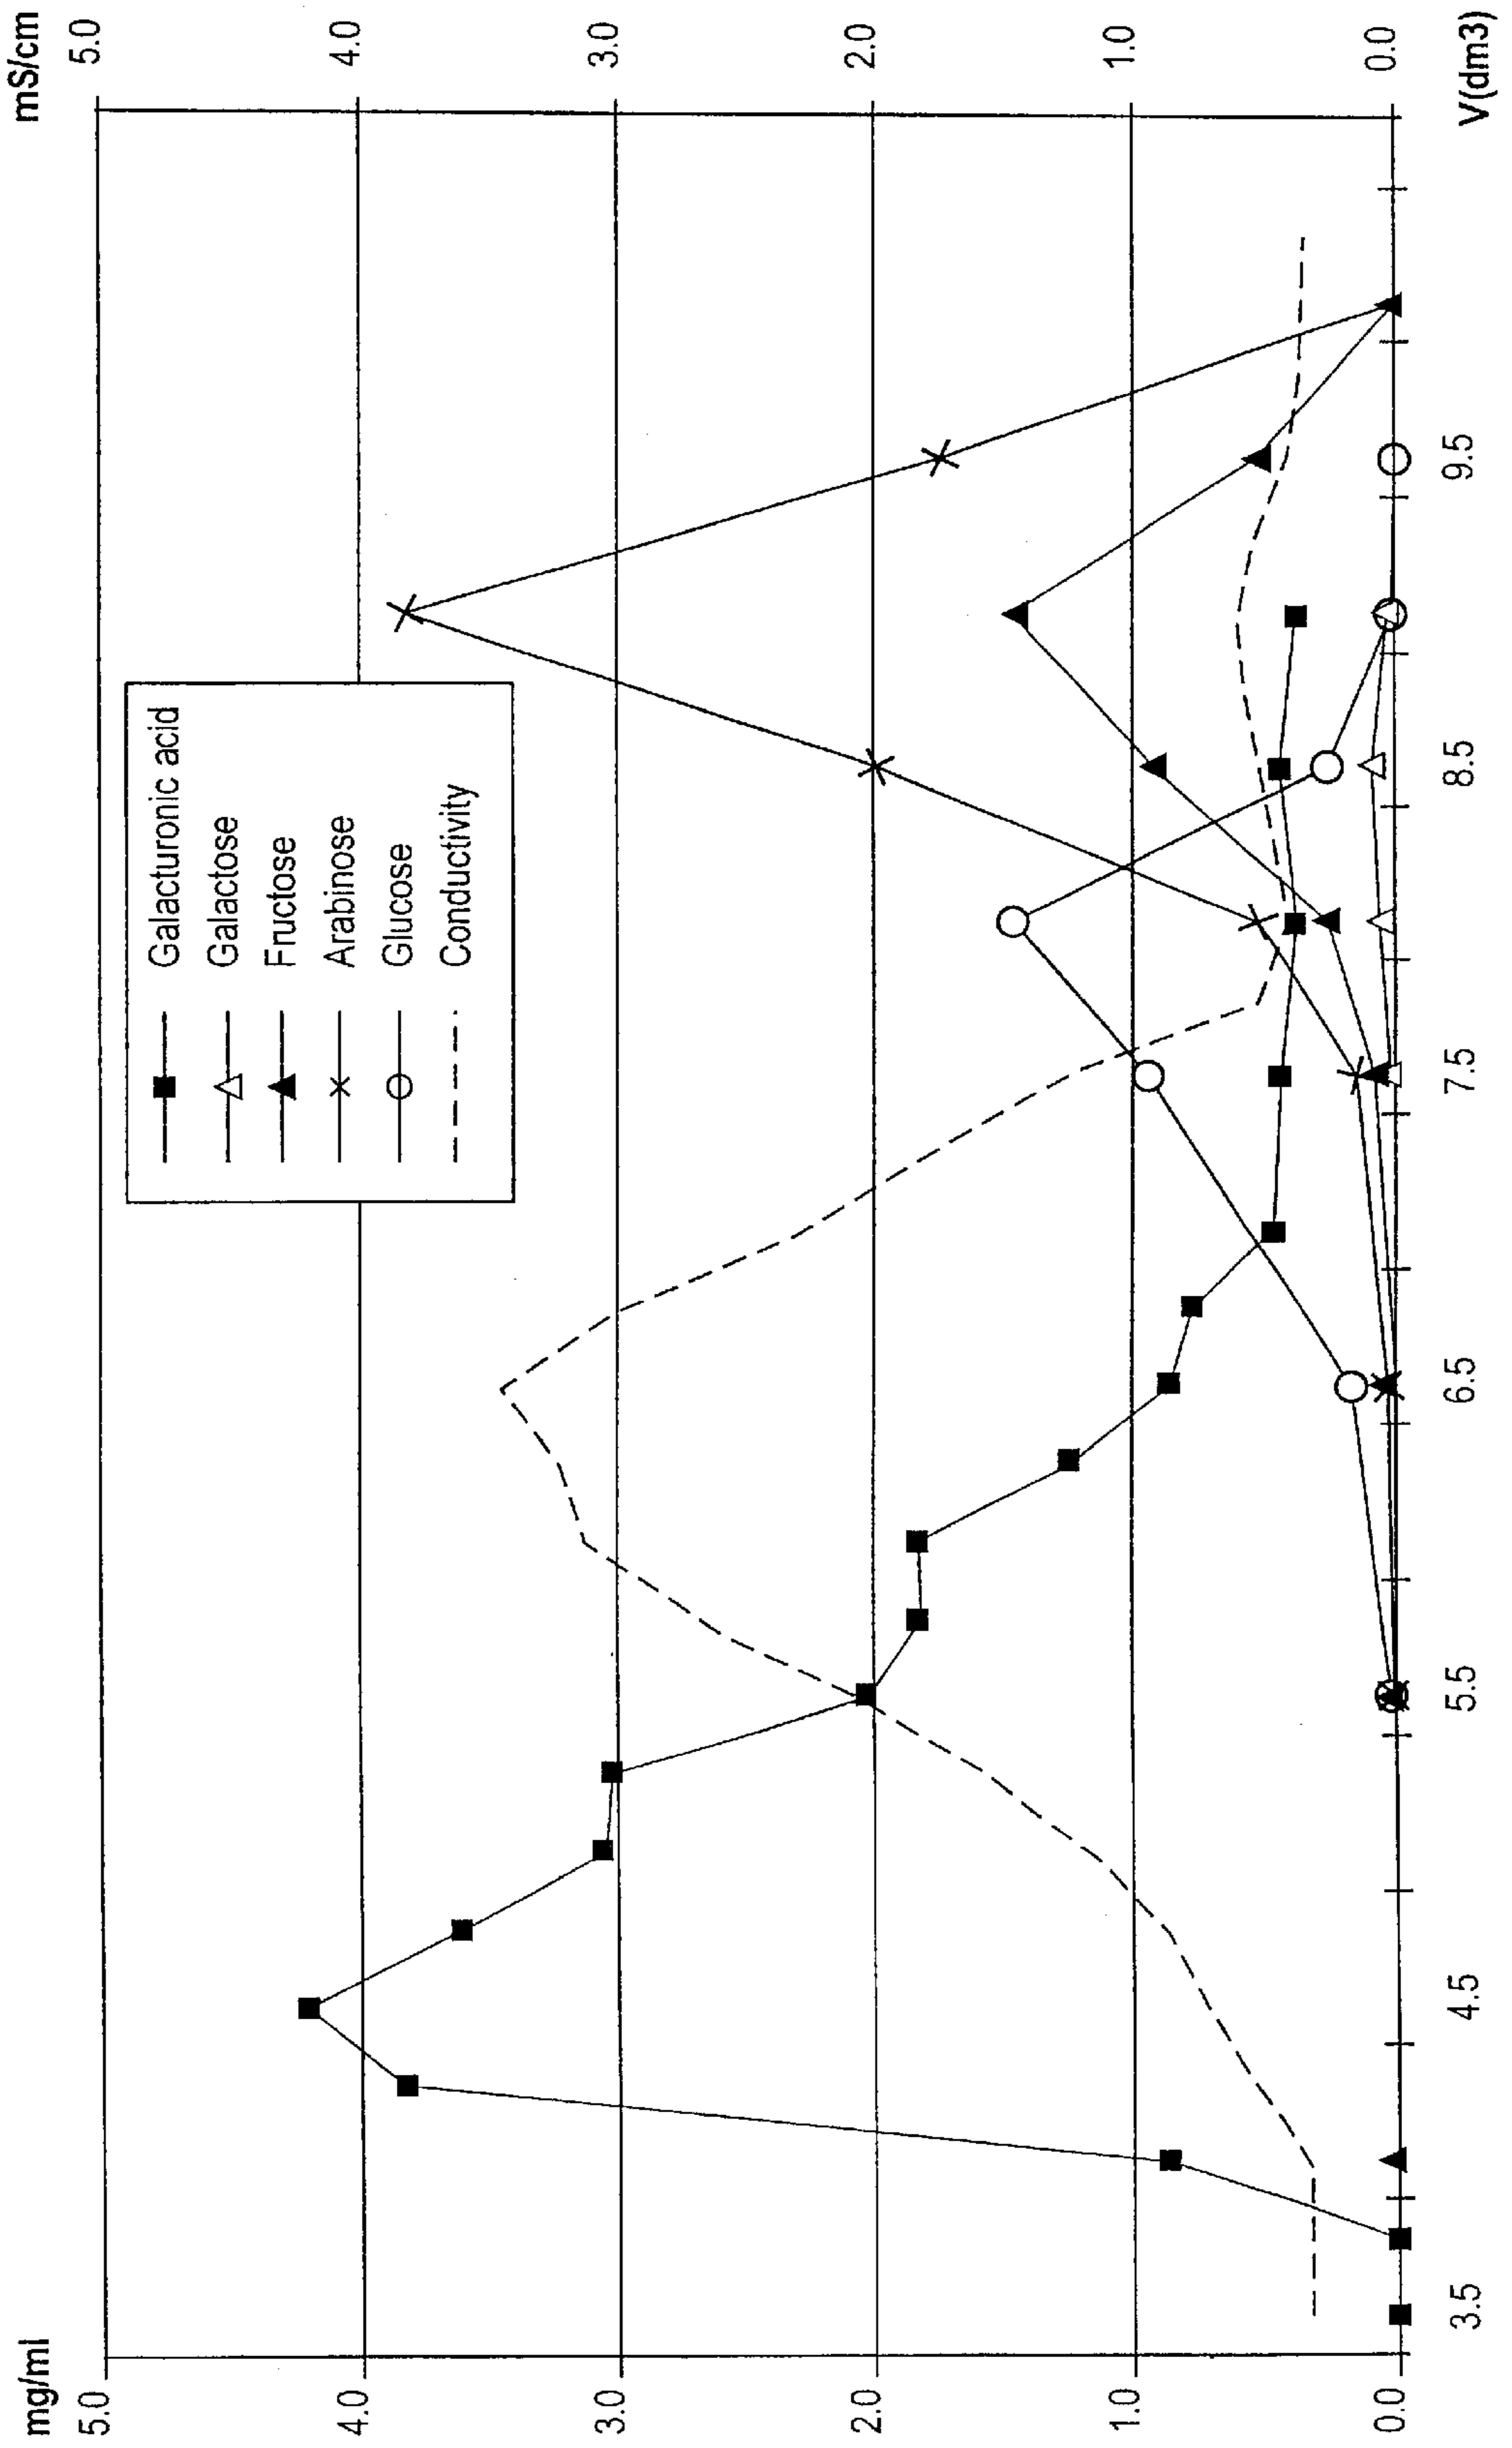 mg/ml
mS/cm
5.0
4.0
3.0
2.0
1.0
0.0
5.0
4.0
3.0
2.0
1.0
0.0
Galacturonic acid
Galactose
Fructose
Arabinose
Glucose
Conductivity
3.5 4.5 5.5 6.5 7.5 8.5 9.5
V(dm3)